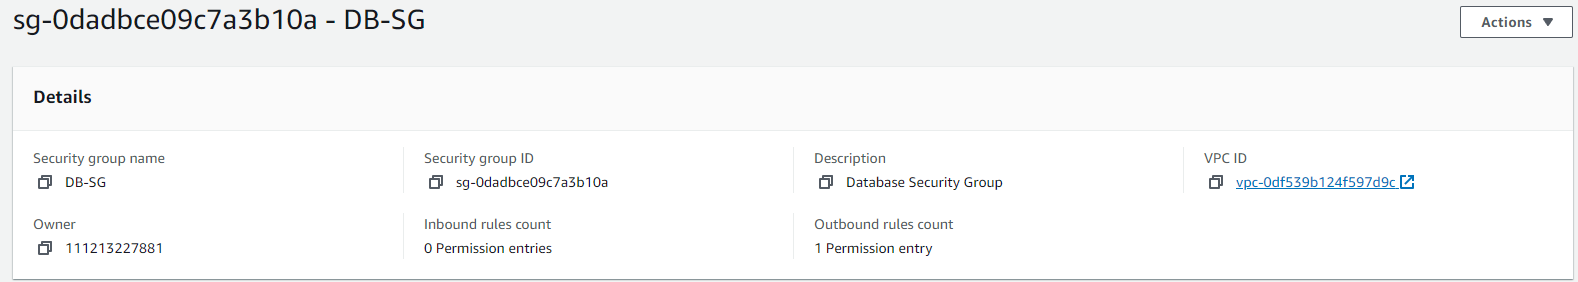 sg-0dadbce09c7a3b10a - DB-SG
Actions
Details
Security group name
DB-SG
Security group ID
sg-0dadbce09c7a3b10a
Description
Database Security Group
VPC ID
vpc-0df539b124f597d9c
Owner
111213227881
Inbound rules count
0 Permission entries
Outbound rules count
1 Permission entry